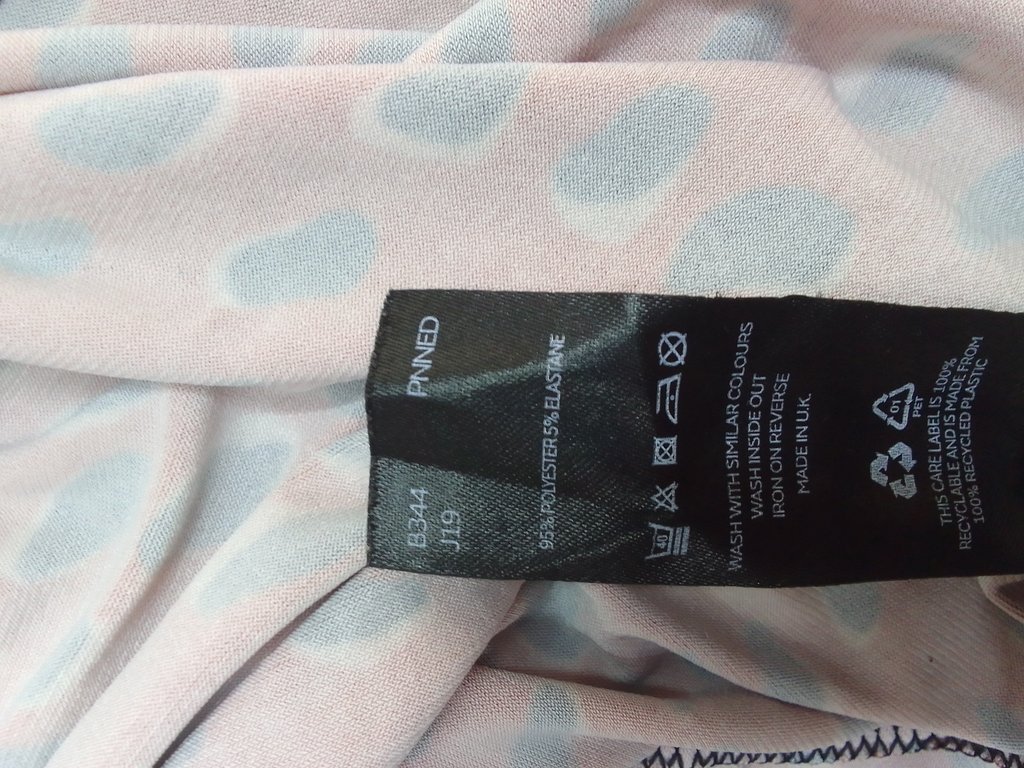 B344 PNNED
J19
95% POLYESTER 5% ELASTANE
40
WASH WITH SIMILAR COLOURS
WASH INSIDE OUT
IRON ON REVERSE
MADE IN U.K.
01
PET
THIS CARE LABEL IS 100%
RECYCLABLE AND IS MADE FROM
100% RECYCLED PLASTIC